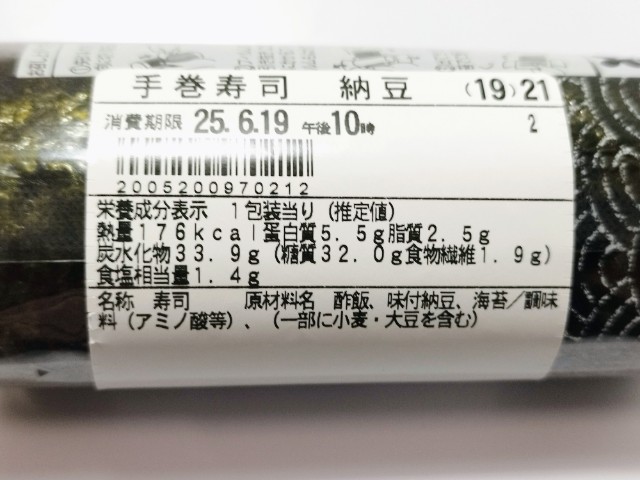 手巻寿司 納豆 (19)21
消費期限 25.6.19 午後10時 2
2005200970212
栄養成分表示 1包装当り (推定値)
熱量176kcal蛋白質5.5g脂質2.5g
炭水化物33.9g(糖質32.0g食物繊維1.9g)
食塩相当量1.4g
名称 寿司 原材料名 酢飯、味付納豆、海苔/調味
料(アミノ酸等)、(一部に小麦・大豆を含む)